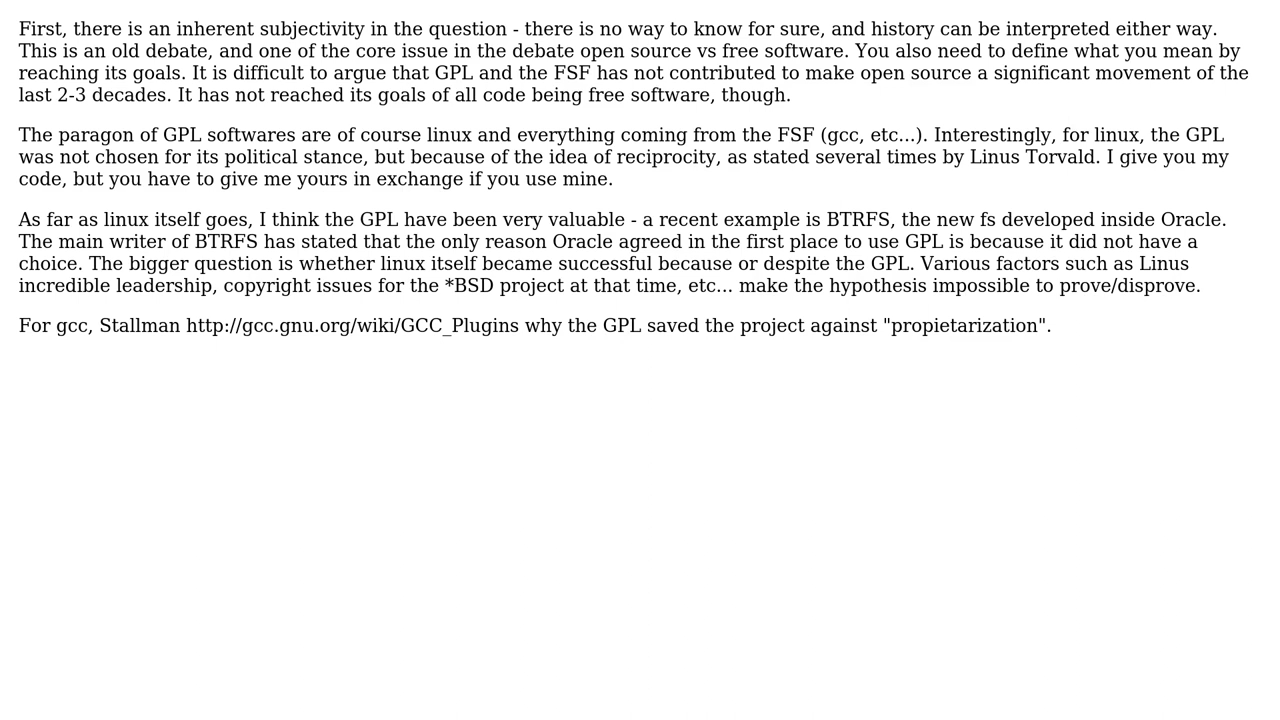 First, there is an inherent subjectivity in the question - there is no way to know for sure, and history can be interpreted either way.
This is an old debate, and one of the core issue in the debate open source vs free software. You also need to define what you mean by
reaching its goals. It is difficult to argue that GPL and the FSF has not contributed to make open source a significant movement of the
last 2-3 decades. It has not reached its goals of all code being free software, though.
The paragon of GPL softwares are of course linux and everything coming from the FSF (gcc, etc...). Interestingly, for linux, the GPL
was not chosen for its political stance, but because of the idea of reciprocity, as stated several times by Linus Torvald. I give you my
code, but you have to give me yours in exchange if you use mine.
As far as linux itself goes, I think the GPL have been very valuable - a recent example is BTRFS, the new fs developed inside Oracle.
The main writer of BTRFS has stated that the only reason Oracle agreed in the first place to use GPL is because it did not have a
choice. The bigger question is whether linux itself became successful because or despite the GPL. Various factors such as Linus
incredible leadership, copyright issues for the *BSD project at that time, etc... make the hypothesis impossible to prove/disprove.
For gcc, Stallman http://gcc.gnu.org/wiki/GCC_Plugins why the GPL saved the project against "propietarization".